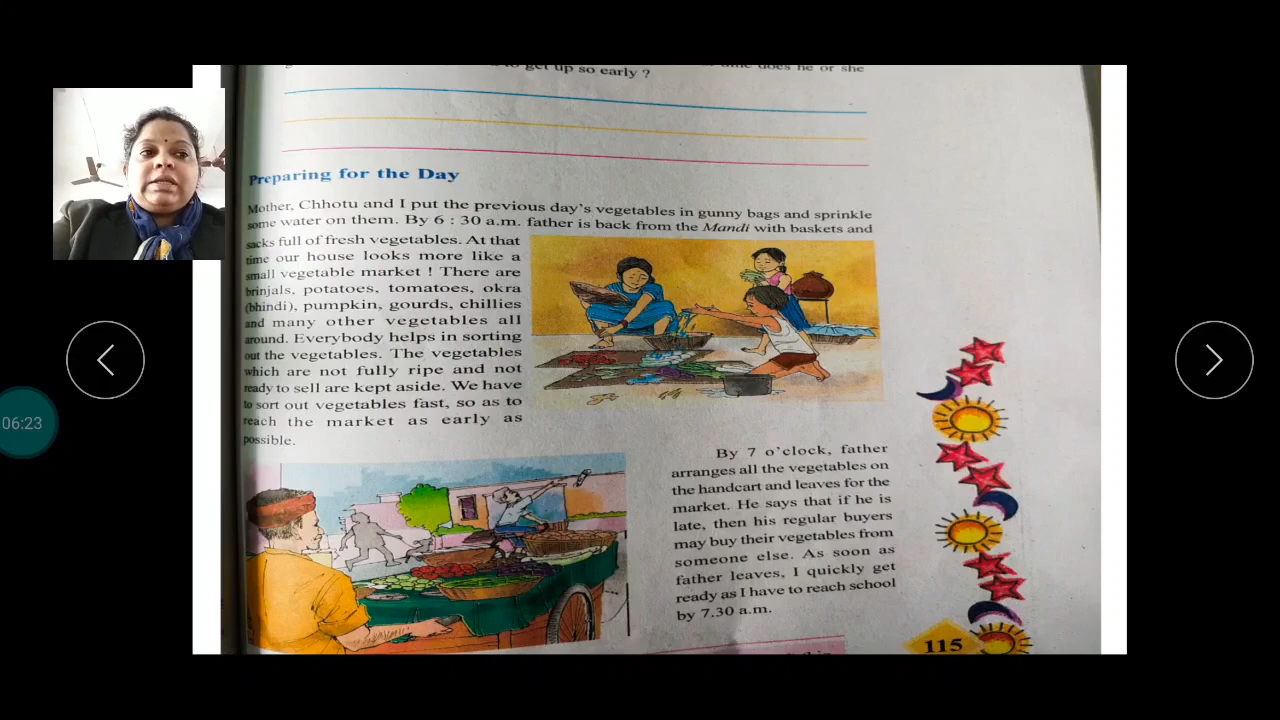 to get up so early ?
does he or she
Preparing for the Day
Mother, Chhotu and I put the previous day's vegetables in gunny bags and sprinkle
some water on them. By 6 : 30 a.m. father is back from the Mandi with baskets and
sacks full of fresh vegetables. At that
time our house looks more like a
small vegetable market ! There are
brinjals, potatoes, tomatoes, okra
(bhindi), pumpkin, gourds, chillies
and many other vegetables all
around. Everybody helps in sorting
out the vegetables. The vegetables
which are not fully ripe and not
ready to sell are kept aside. We have
to sort out vegetables fast, so as to
reach the market as early as
possible.
By 7 o'clock, father
arranges all the vegetables on
the handcart and leaves for the
market. He says that if he is
late, then his regular buyers
may buy their vegetables from
someone else. As soon as
father leaves, I quickly get
ready as I have to reach school
by 7.30 a.m.
115
06:23